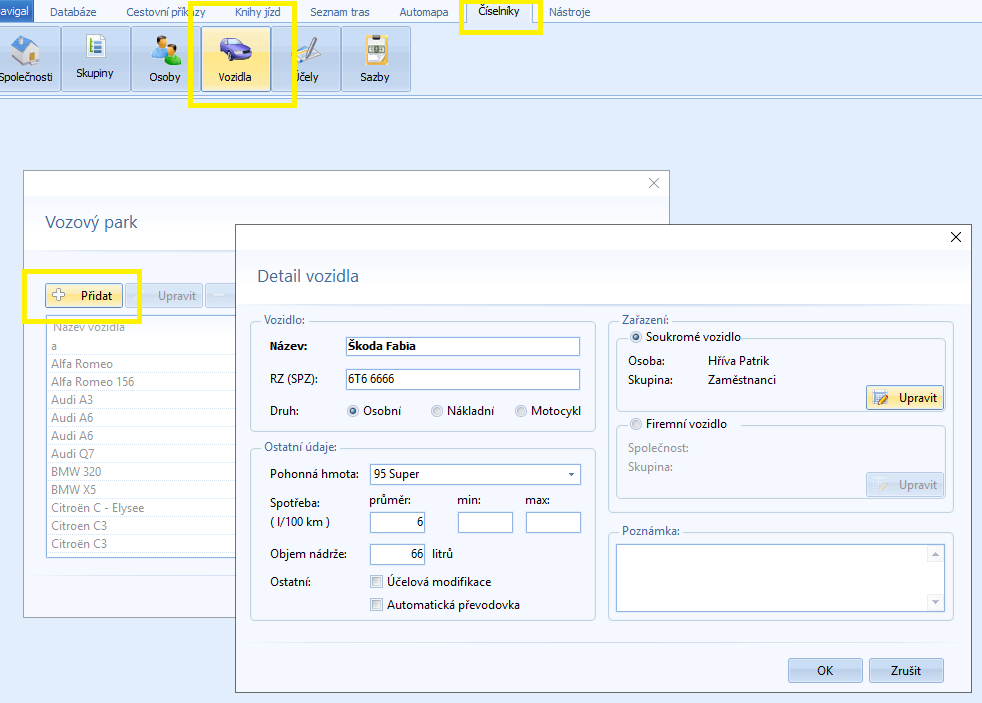 avigal Databáze Cestovní příkazy Knihy jízd Seznam tras Automapa Číselníky Nástroje
Společnosti Skupiny Osoby Vozidla Účely Sazby
Vozový park
Přidat Upravit
Název vozidla
a
Alfa Romeo
Alfa Romeo 156
Audi A3
Audi A6
Audi A6
Audi Q7
BMW 320
BMW X5
Citroën C - Elysee
Citroen C3
Citroën C3
Detail vozidla
Vozidlo:
Název: Škoda Fabia
RZ (SPZ): 6T6 6666
Druh: Osobní Nákladní Motocykl
Ostatní údaje:
Pohonná hmota: 95 Super
Spotřeba: průměr: min: max:
( l/100 km ) 6
Objem nádrže: 66 litrů
Ostatní: Účelová modifikace
Automatická převodovka
Zařazení:
Soukromé vozidlo
Osoba: Hříva Patrik
Skupina: Zaměstnanci
Upravit
Firemní vozidlo
Společnost:
Skupina:
Upravit
Poznámka:
OK Zrušit